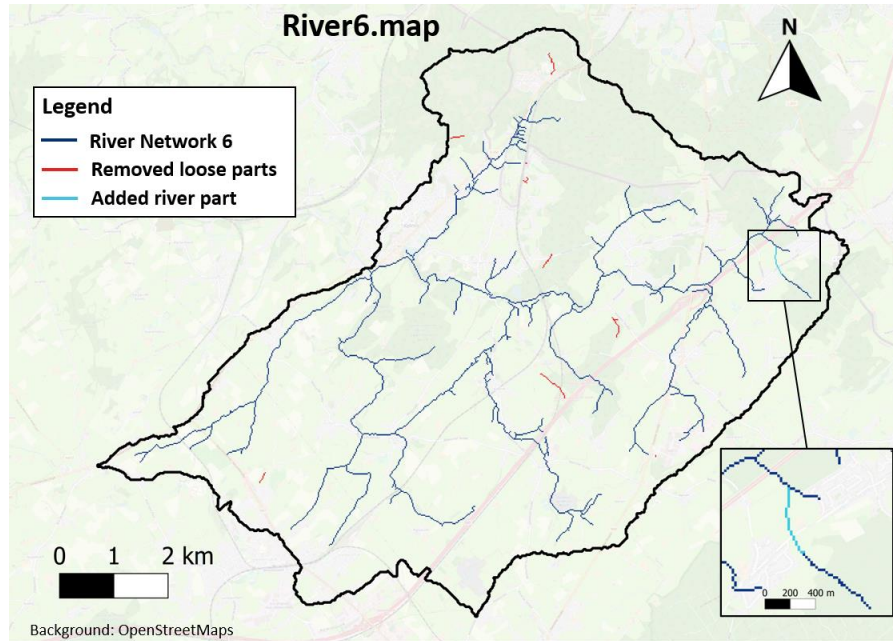 River6.map
N
Legend
River Network 6
Removed loose parts
Added river part
0 1 2 km
0 200 400 m
Background: OpenStreetMaps